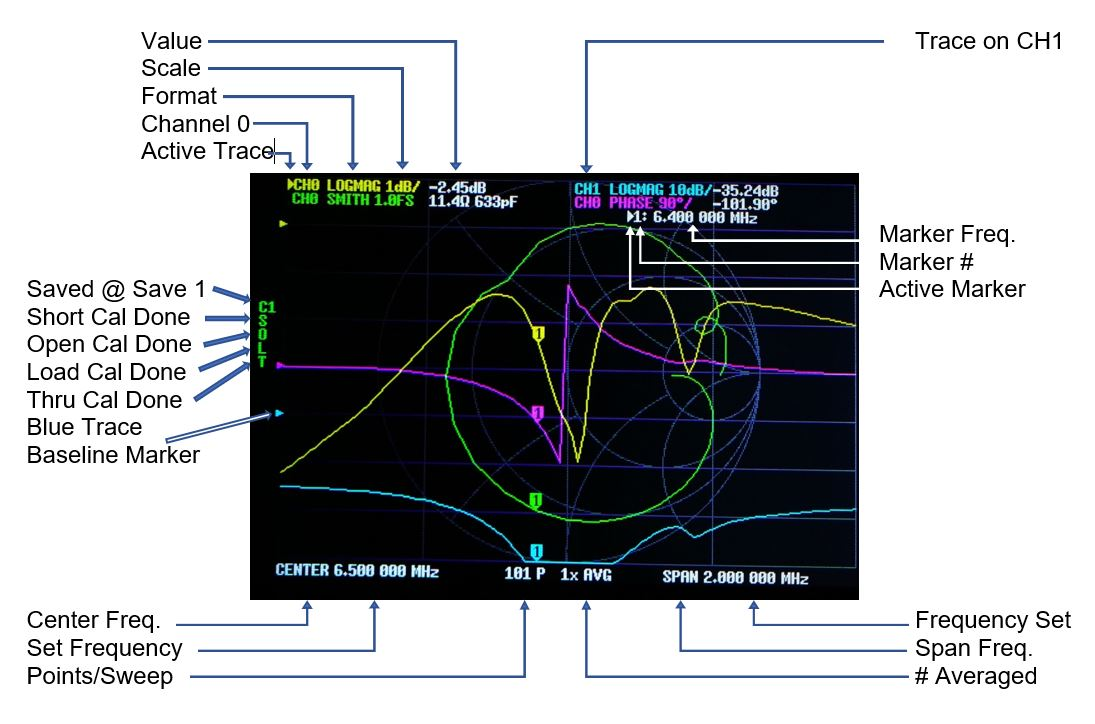 Value
Scale
Format
Channel 0
Active Trace
Trace on CH1
CH0 LOGMAG 1dB/ -2.45dB
CH0 SMITH 1.0FS 11.4Ω 633pF
CH1 LOGMAG 10dB/-35.24dB
CH0 PHASE 90°/ -101.90°
1: 6.400 000 MHz
Marker Freq.
Marker #
Active Marker
Saved @ Save 1
Short Cal Done
Open Cal Done
Load Cal Done
Thru Cal Done
Blue Trace
Baseline Marker
C1
S
O
L
T
1
1
1
1
CENTER 6.500 000 MHz 101 P 1x AVG SPAN 2.000 000 MHz
Center Freq.
Set Frequency
Points/Sweep
Frequency Set
Span Freq.
# Averaged